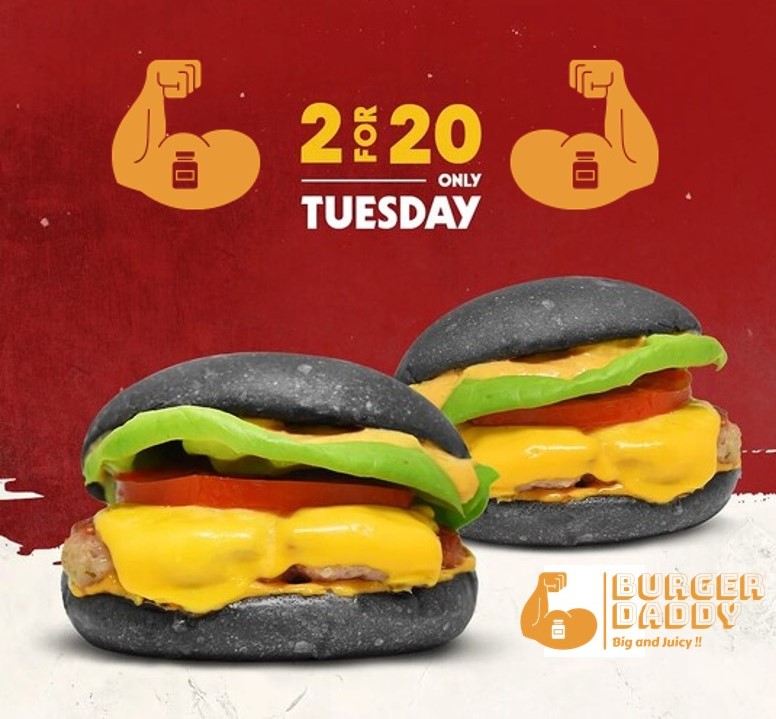 2 FOR 20
ONLY
TUESDAY
BURGER
DADDY
Big and Juicy !!